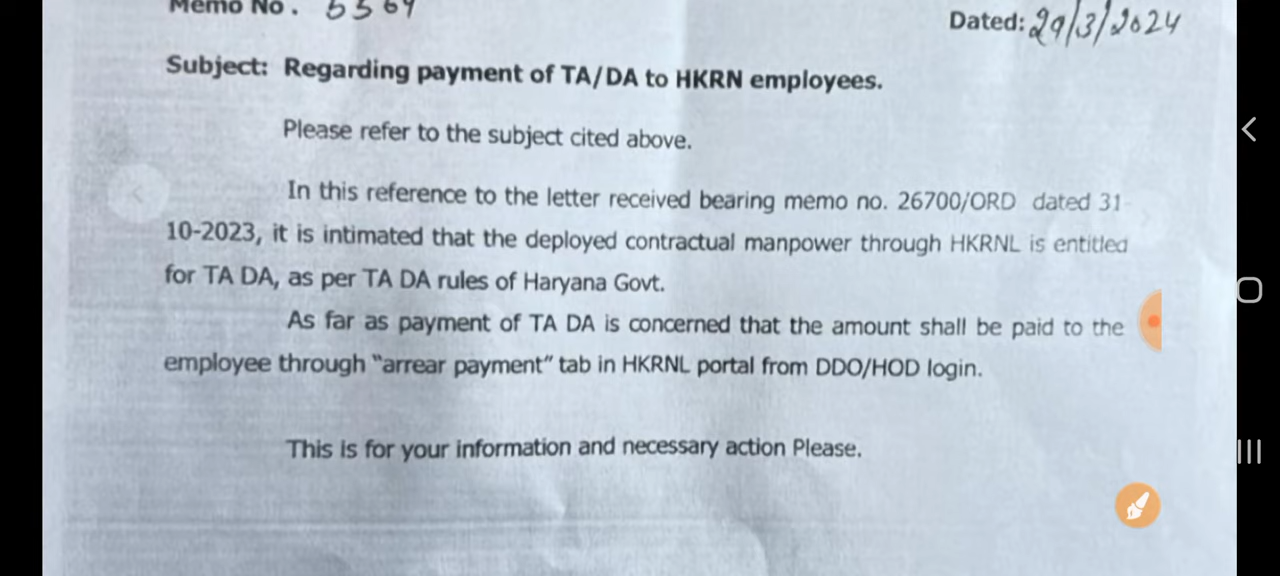 Memo No. 5569
Dated: 29/3/2024
Subject: Regarding payment of TA/DA to HKRN employees.
Please refer to the subject cited above.
In this reference to the letter received bearing memo no. 26700/ORD dated 31-
10-2023, it is intimated that the deployed contractual manpower through HKRNL is entitled
for TA DA, as per TA DA rules of Haryana Govt.
As far as payment of TA DA is concerned that the amount shall be paid to the
employee through "arrear payment" tab in HKRNL portal from DDO/HOD login.
This is for your information and necessary action Please.